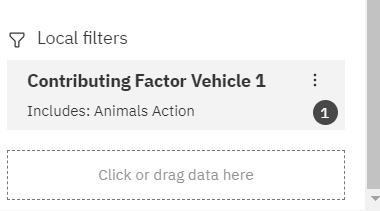 Local filters
Contributing Factor Vehicle 1
Includes: Animals Action
1
Click or drag data here